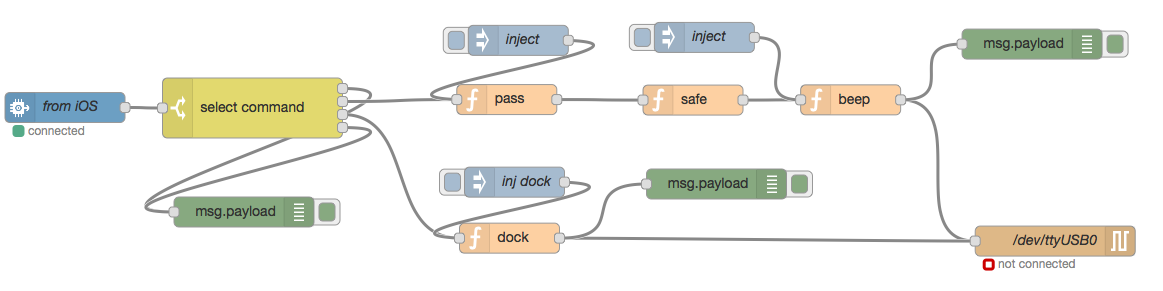 inject
inject
msg.payload
from iOS
select command
pass
safe
beep
connected
inj dock
msg.payload
msg.payload
dock
/dev/ttyUSB0
not connected